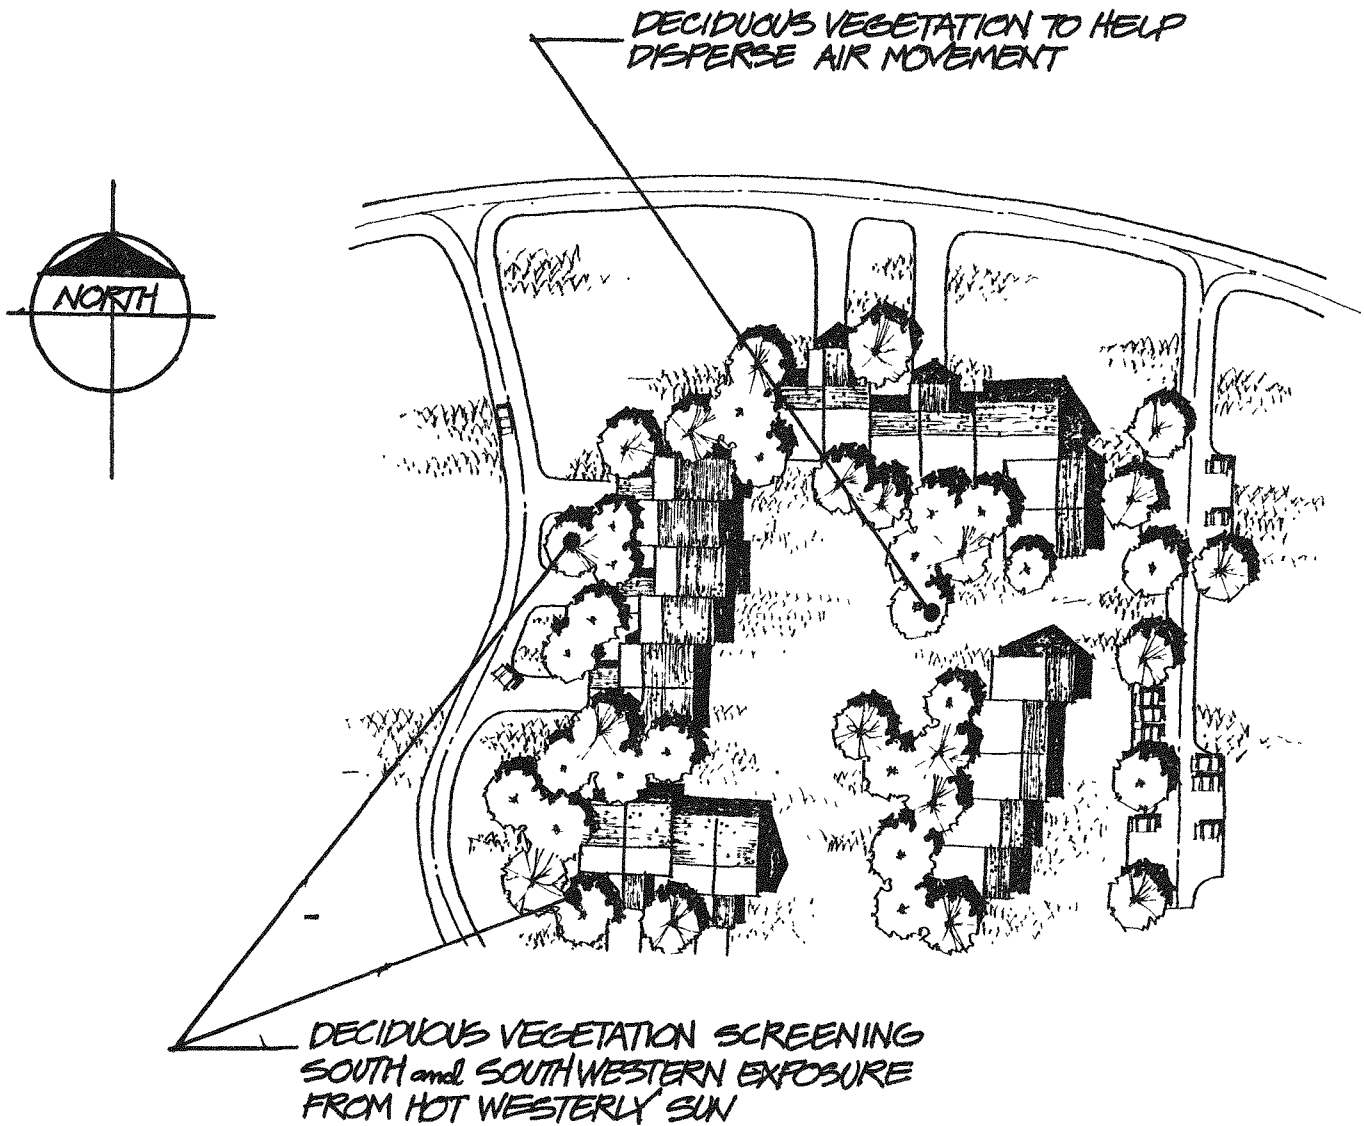 DECIDUOUS VEGETATION TO HELP
DISPERSE AIR MOVEMENT
NORTH
DECIDUOUS VEGETATION SCREENING
SOUTH and SOUTHWESTERN EXPOSURE
FROM HOT WESTERLY SUN